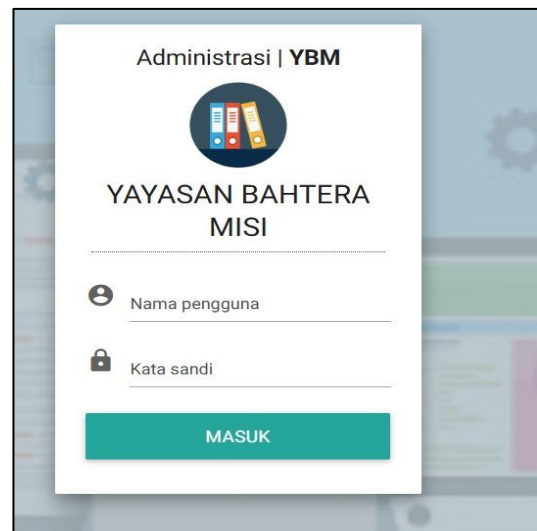 Administrasi | YBM
YAYASAN BAHTERA
MISI
Nama pengguna
Kata sandi
MASUK